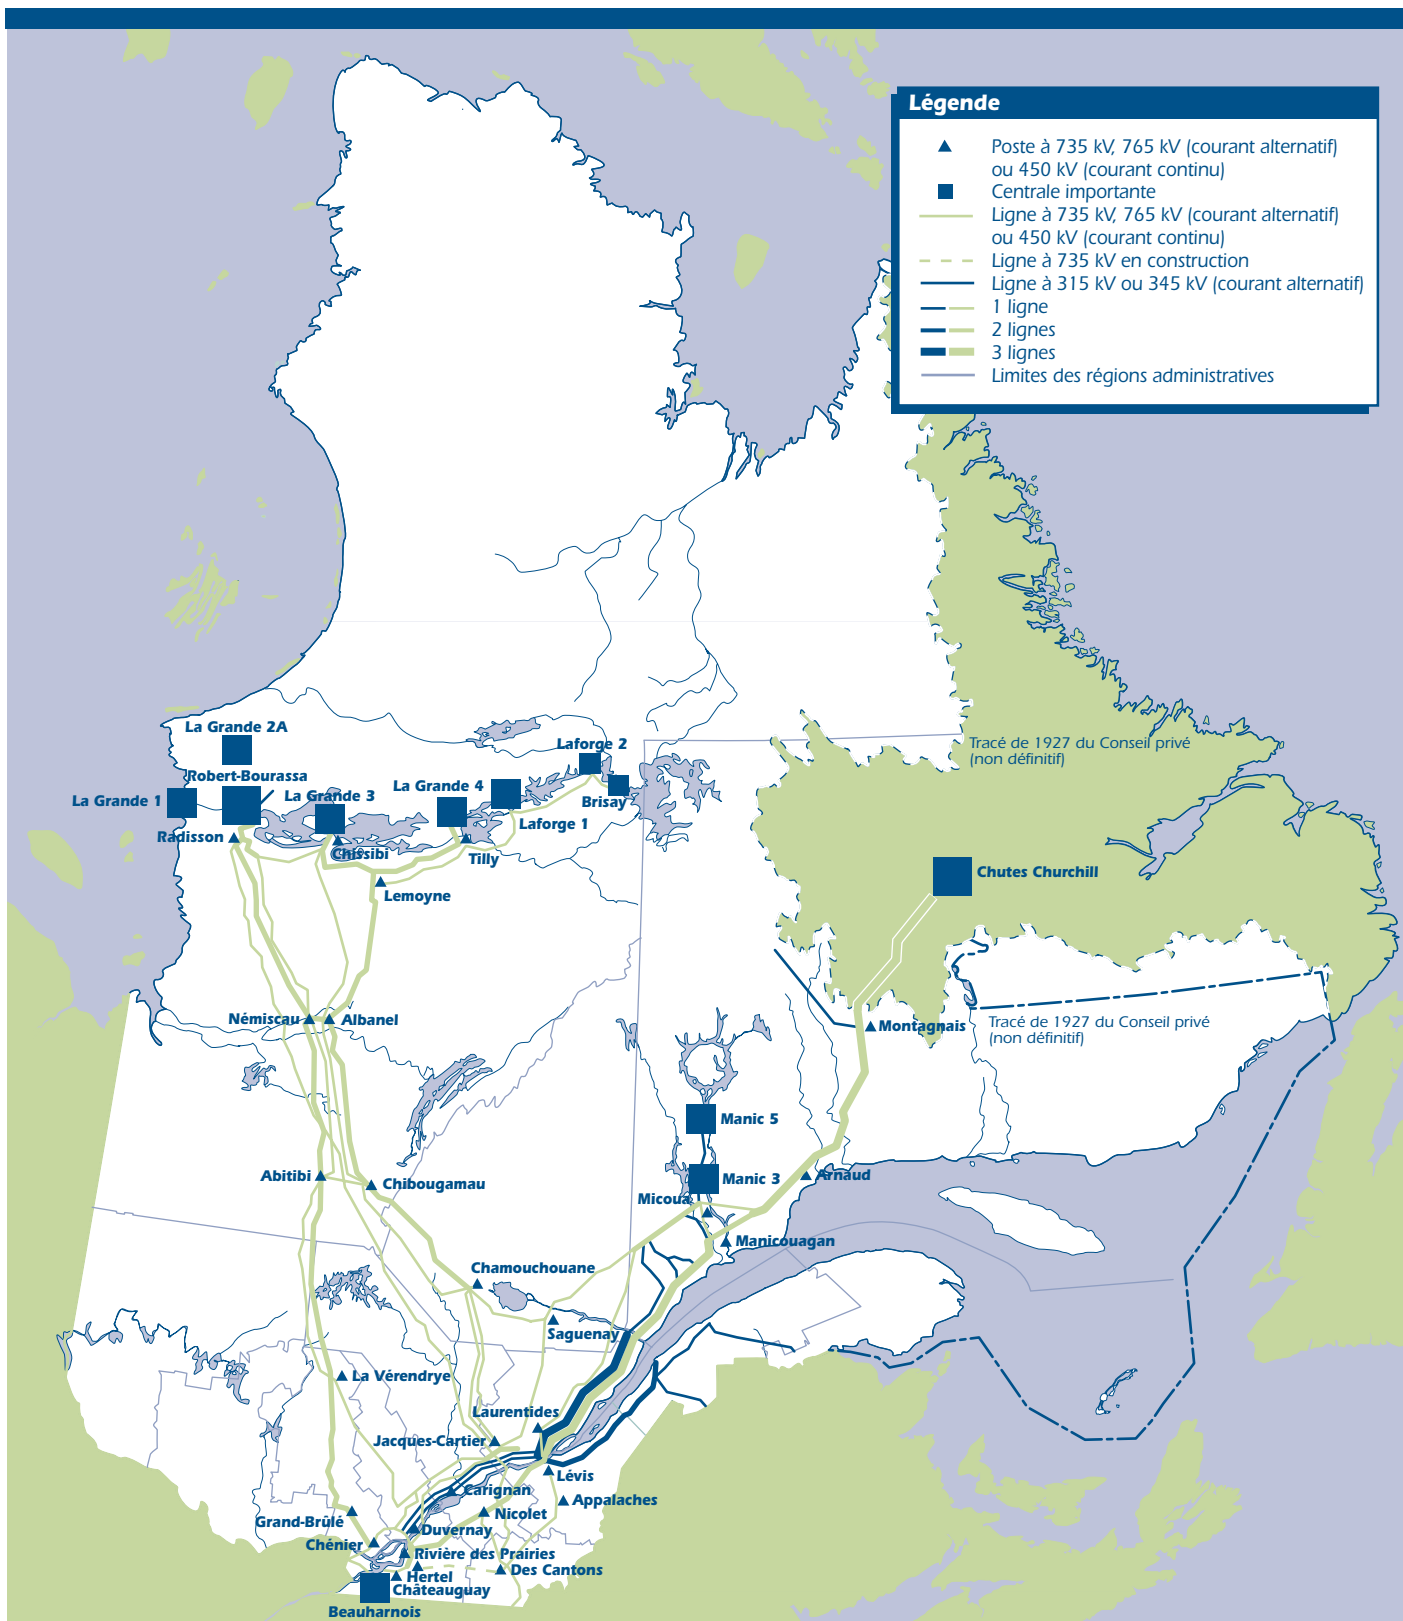 Légende
Poste à 735 kV, 765 kV (courant alternatif)
ou 450 kV (courant continu)
Centrale importante
Ligne à 735 kV, 765 kV (courant alternatif)
ou 450 kV (courant continu)
Ligne à 735 kV en construction
Ligne à 315 kV ou 345 kV (courant alternatif)
1 ligne
2 lignes
3 lignes
Limites des régions administratives
La Grande 2A
Robert-Bourassa
La Grande 1
La Grande 3
La Grande 4
Laforge 2
Brisay
Laforge 1
Radisson
Chissibi
Tilly
Lemoyne
Tracé de 1927 du Conseil privé
(non définitif)
Chutes Churchill
Némiscau
Albanel
Montagnais
Tracé de 1927 du Conseil privé
(non définitif)
Manic 5
Abitibi
Chibougamau
Manic 3
Arnaud
Micoua
Manicouagan
Chamouchouane
Saguenay
La Vérendrye
Laurentides
Jacques-Cartier
Lévis
Carignan
Appalaches
Nicolet
Grand-Brûlé
Duvernay
Chénier
Rivière des Prairies
Des Cantons
Hertel
Châteauguay
Beauharnois